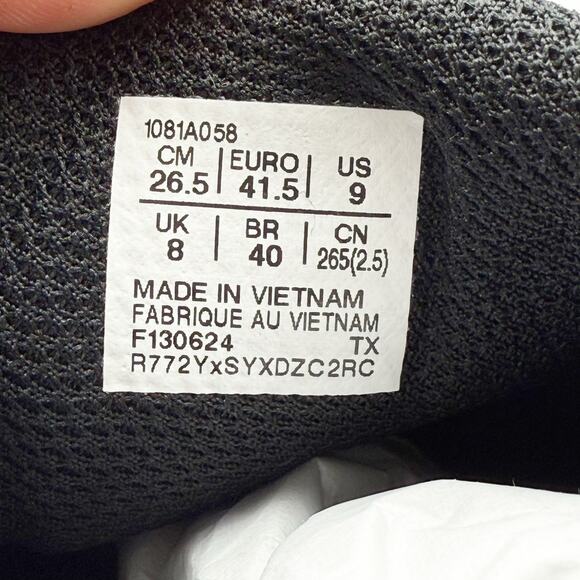 1081A058
CM | EURO | US
26.5 | 41.5 | 9
UK | BR | CN
8 | 40 | 265(2.5)
MADE IN VIETNAM
FABRIQUE AU VIETNAM
F130624 TX
R772YxSYXDZC2RC